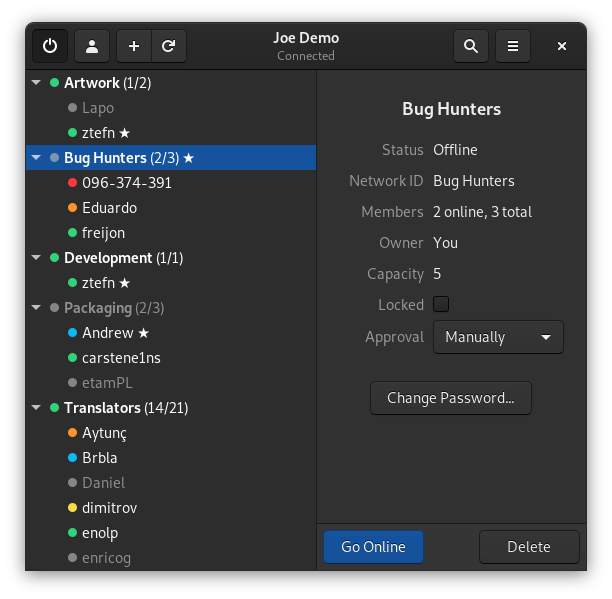 Joe Demo
Connected
Artwork (1/2)
Lapo
ztefn ★
Bug Hunters (2/3) ★
096-374-391
Eduardo
freijon
Development (1/1)
ztefn ★
Packaging (2/3)
Andrew ★
carstene1ns
etamPL
Translators (14/21)
Aytunç
Brbla
Daniel
dimitrov
enolp
enricog
Bug Hunters
Status Offline
Network ID Bug Hunters
Members 2 online, 3 total
Owner You
Capacity 5
Locked
Approval Manually
Change Password...
Go Online
Delete